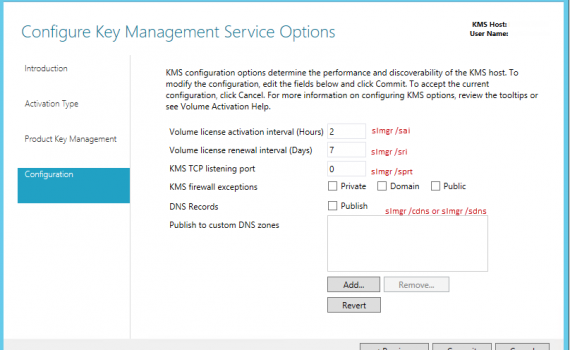 Configure Key Management Service Options
KMS Host:
User Name:
Introduction
Activation Type
Product Key Management
Configuration
KMS configuration options determine the performance and discoverability of the KMS host. To
modify the configuration, edit the fields below and click Commit. To accept the current
configuration, click Cancel. For more information on configuring KMS options, review the tooltips or
see Volume Activation Help.
Volume license activation interval (Hours) 2 slmgr /sai
Volume license renewal interval (Days) 7 slmgr /sri
KMS TCP listening port 0 slmgr /sprt
KMS firewall exceptions Private Domain Public
DNS Records Publish slmgr /cdns or slmgr /sdns
Publish to custom DNS zones
Add... Remove...
Revert